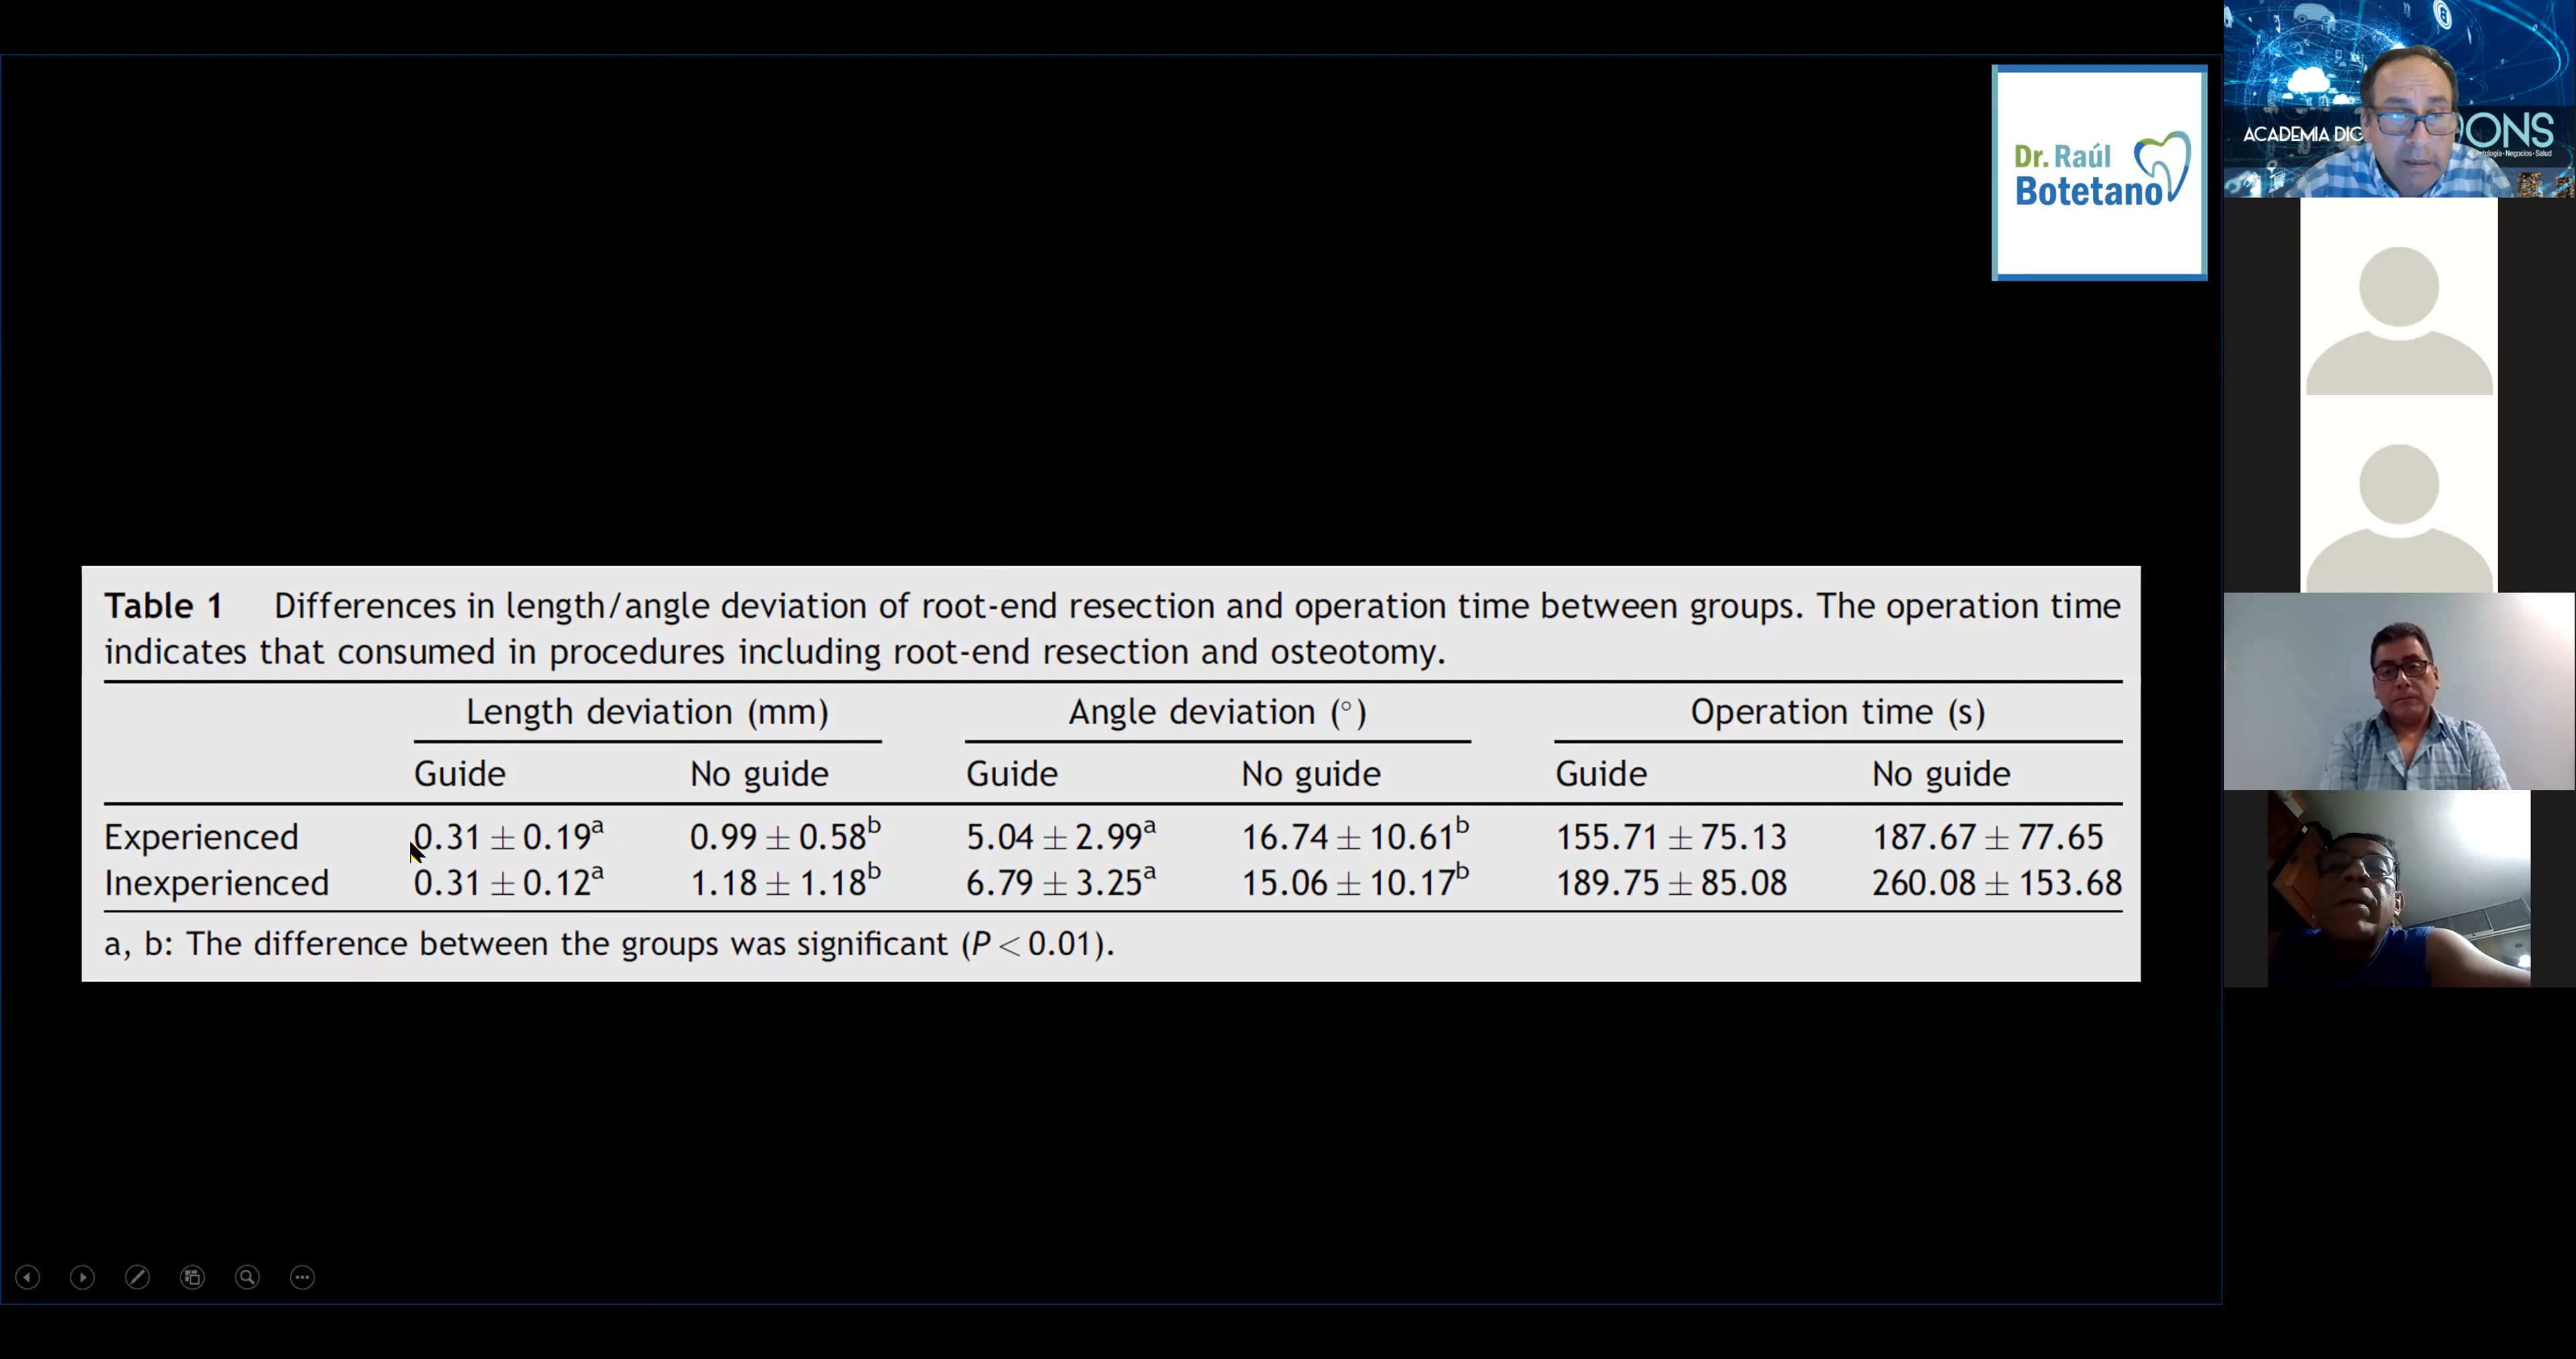 ACADEMIA DIG
ONS
Dr. Raúl
Botetano
Table 1 Differences in length/angle deviation of root-end resection and operation time between groups. The operation time
indicates that consumed in procedures including root-end resection and osteotomy.
Length deviation (mm) Angle deviation (°) Operation time (s)
Guide No guide Guide No guide Guide No guide
Experienced 0.31 ± 0.19a 0.99 ± 0.58b 5.04 ± 2.99a 16.74 ± 10.61b 155.71 ± 75.13 187.67 ± 77.65
Inexperienced 0.31 ± 0.12a 1.18 ± 1.18b 6.79 ± 3.25a 15.06 ± 10.17b 189.75 ± 85.08 260.08 ± 153.68
a, b: The difference between the groups was significant (P < 0.01).